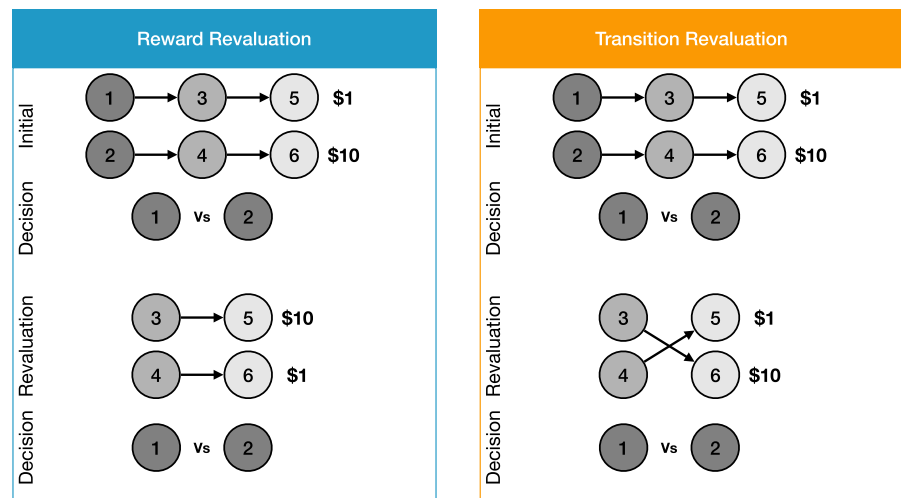 Reward Revaluation
Initial
1 3 5 $1
2 4 6 $10
Decision
1 Vs 2
Revaluation
3 5 $10
4 6 $1
Decision
1 Vs 2
Transition Revaluation
Initial
1 3 5 $1
2 4 6 $10
Decision
1 Vs 2
Revaluation
3 5 $1
4 6 $10
Decision
1 Vs 2